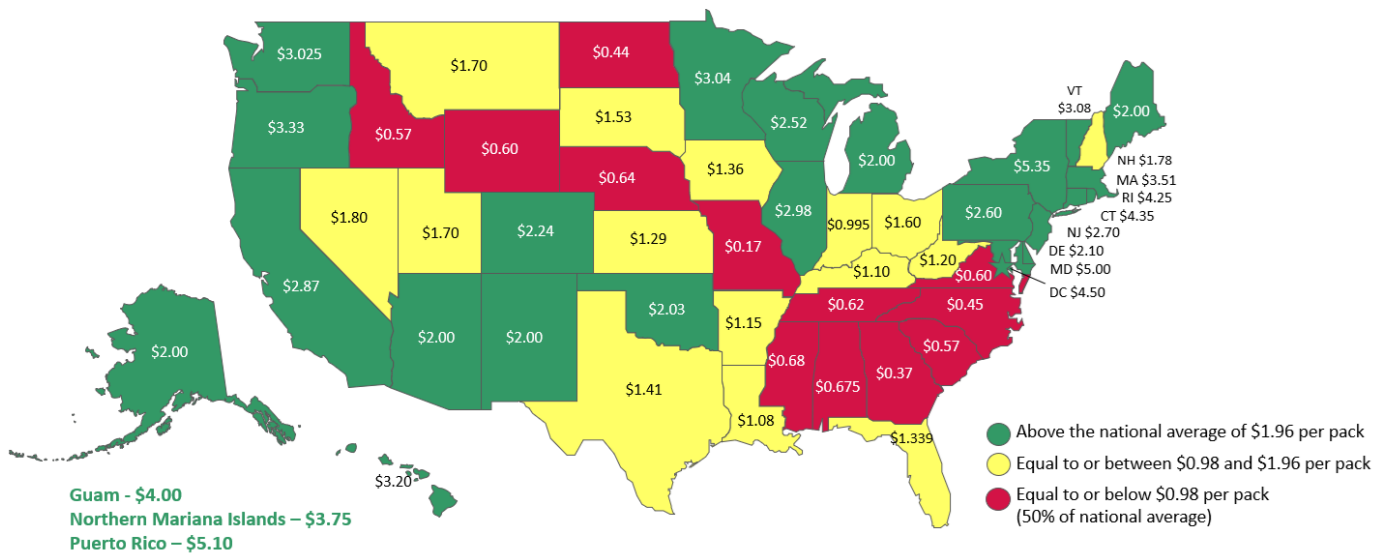 $3.025
$1.70
$0.44
$3.04
VT
$3.08
$2.00
$3.33
$0.57
$1.53
$2.52
$0.60
$1.36
$2.00
$5.35
NH $1.78
MA $3.51
RI $4.25
CT $4.35
NJ $2.70
DE $2.10
MD $5.00
DC $4.50
$0.64
$2.98
$0.995
$1.60
$2.60
$1.80
$1.70
$2.24
$1.29
$0.17
$1.10
$1.20
$0.60
$2.87
$2.00
$2.00
$2.03
$1.15
$0.62
$0.45
$0.57
$2.00
$1.41
$1.08
$0.68
$0.675
$0.37
$1.339
$3.20
Guam - $4.00
Northern Mariana Islands – $3.75
Puerto Rico – $5.10
Above the national average of $1.96 per pack
Equal to or between $0.98 and $1.96 per pack
Equal to or below $0.98 per pack
(50% of national average)